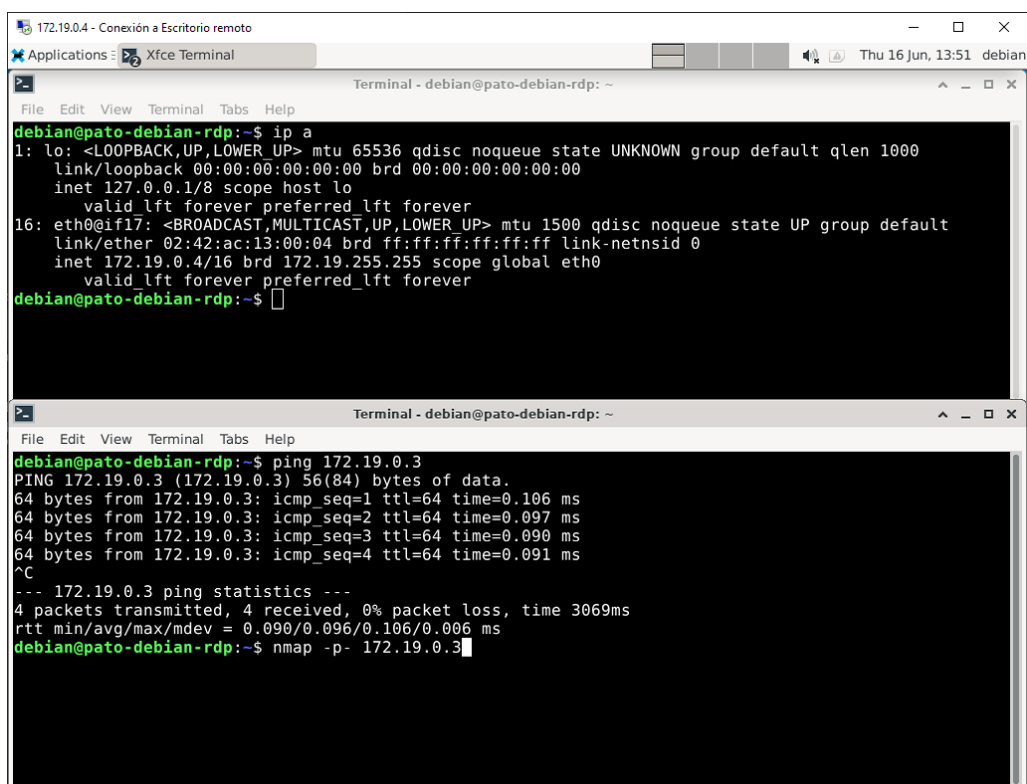 172.19.0.4 - Conexión a Escritorio remoto
Applications Xfce Terminal Thu 16 Jun, 13:51 debian
Terminal - debian@pato-debian-rdp: ~
File Edit View Terminal Tabs Help
debian@pato-debian-rdp:~$ ip a
1: lo: <LOOPBACK,UP,LOWER_UP> mtu 65536 qdisc noqueue state UNKNOWN group default qlen 1000
    link/loopback 00:00:00:00:00:00 brd 00:00:00:00:00:00
    inet 127.0.0.1/8 scope host lo
       valid_lft forever preferred_lft forever
16: eth0@if17: <BROADCAST,MULTICAST,UP,LOWER_UP> mtu 1500 qdisc noqueue state UP group default
    link/ether 02:42:ac:13:00:04 brd ff:ff:ff:ff:ff:ff link-netnsid 0
    inet 172.19.0.4/16 brd 172.19.255.255 scope global eth0
       valid_lft forever preferred_lft forever
debian@pato-debian-rdp:~$
Terminal - debian@pato-debian-rdp: ~
File Edit View Terminal Tabs Help
debian@pato-debian-rdp:~$ ping 172.19.0.3
PING 172.19.0.3 (172.19.0.3) 56(84) bytes of data.
64 bytes from 172.19.0.3: icmp_seq=1 ttl=64 time=0.106 ms
64 bytes from 172.19.0.3: icmp_seq=2 ttl=64 time=0.097 ms
64 bytes from 172.19.0.3: icmp_seq=3 ttl=64 time=0.090 ms
64 bytes from 172.19.0.3: icmp_seq=4 ttl=64 time=0.091 ms
^C
--- 172.19.0.3 ping statistics ---
4 packets transmitted, 4 received, 0% packet loss, time 3069ms
rtt min/avg/max/mdev = 0.090/0.096/0.106/0.006 ms
debian@pato-debian-rdp:~$ nmap -p- 172.19.0.3